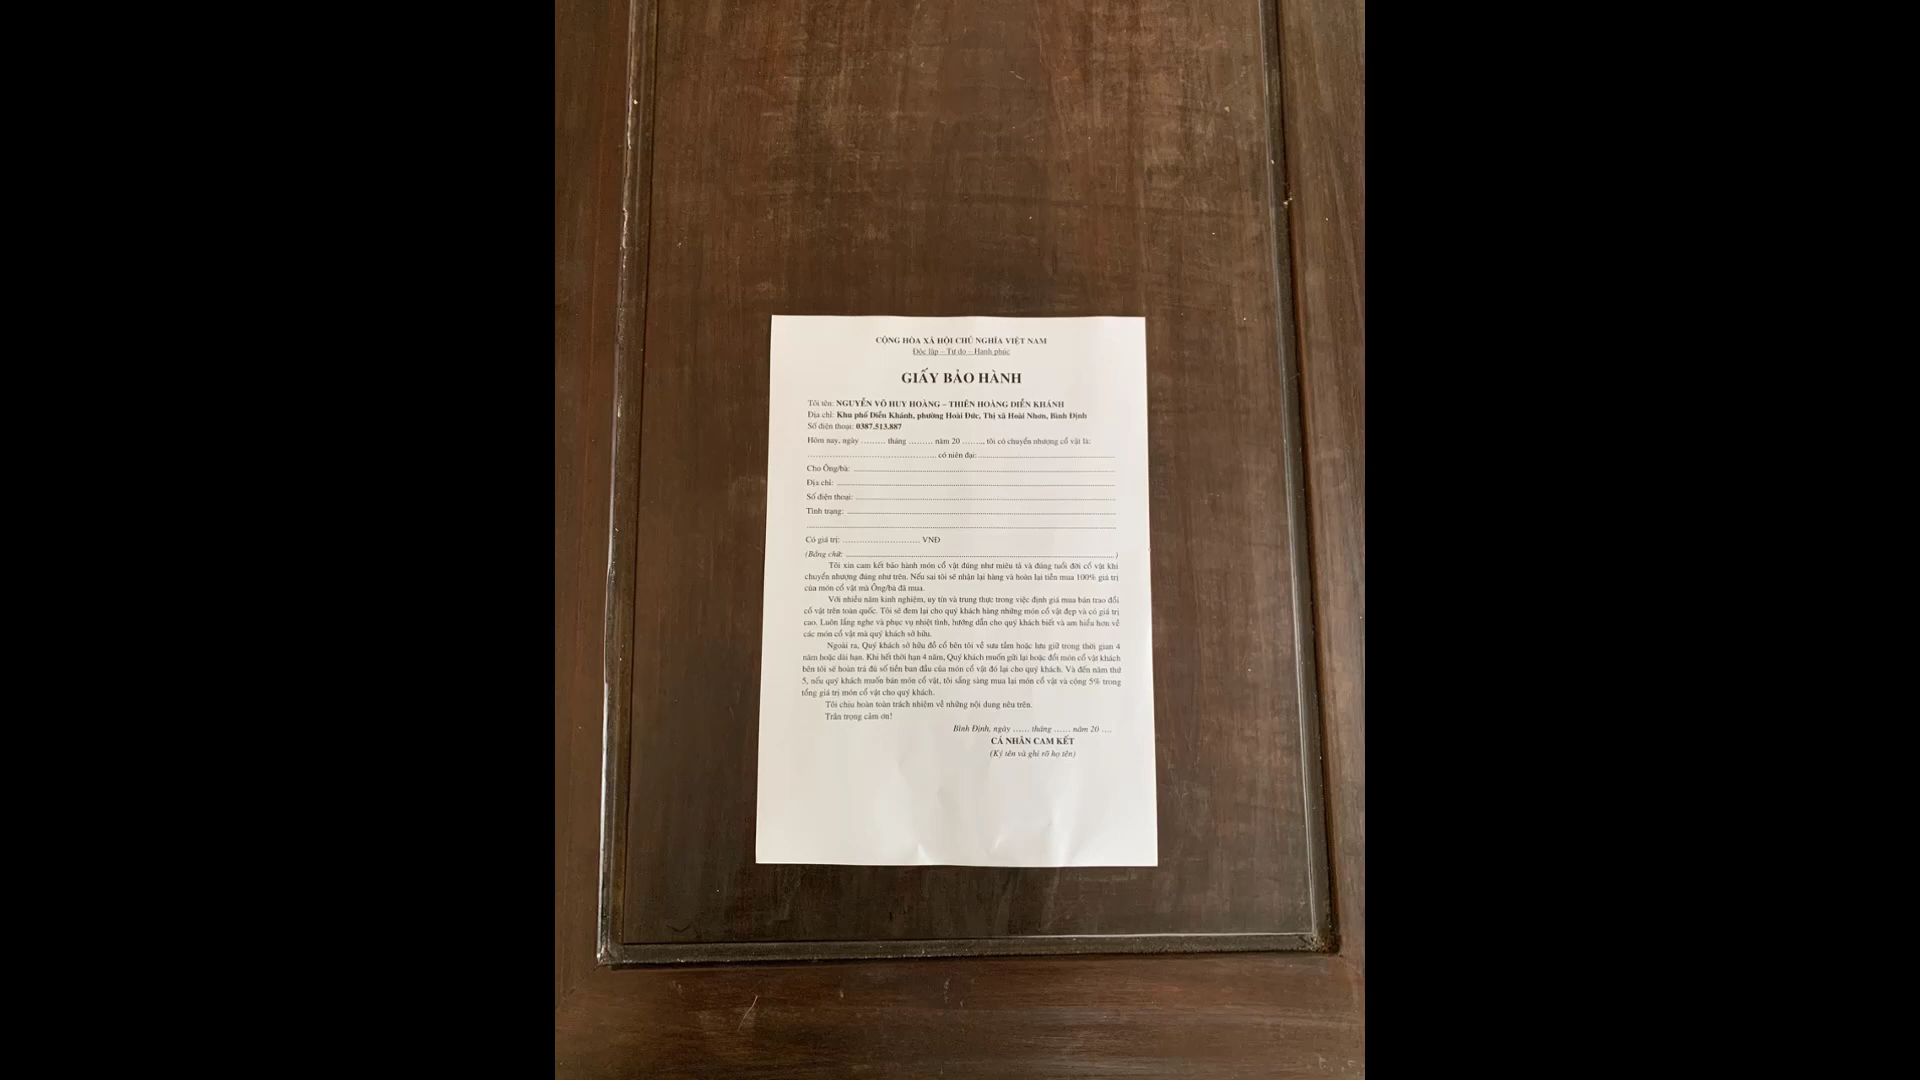 CỘNG HÒA XÃ HỘI CHỦ NGHĨA VIỆT NAM
Độc lập – Tự do – Hạnh phúc
GIẤY BẢO HÀNH
Tôi tên: NGUYỄN VÕ HUY HOÀNG – THIÊN HOÀNG DIỄN KHÁNH
Địa chỉ: Khu phố Diễn Khánh, phường Hoài Đức, Thị xã Hoài Nhơn, Bình Định
Số điện thoại: 0387.513.887
Hôm nay, ngày ……… tháng ……… năm 20 …….., tôi có chuyển nhượng cổ vật là:
………………………………………….. có niên đại: ..............................................
Cho Ông/bà: ..............................................
Địa chỉ: ..............................................
Số điện thoại: ..............................................
Tình trạng: ..............................................
............................................................................................
Có giá trị: ………………………… VNĐ
(Bằng chữ: ..............................................)
Tôi xin cam kết bảo hành món cổ vật đúng như miêu tả và đúng tuổi đời cổ vật khi
chuyển nhượng đúng như trên. Nếu sai tôi sẽ nhận lại hàng và hoàn lại tiền mua 100% giá trị
của món cổ vật mà Ông/bà đã mua.
Với nhiều năm kinh nghiệm, uy tín và trung thực trong việc định giá mua bán trao đổi
cổ vật trên toàn quốc. Tôi sẽ đem lại cho quý khách hàng những món cổ vật đẹp và có giá trị
cao. Luôn lắng nghe và phục vụ nhiệt tình, hướng dẫn cho quý khách biết và am hiểu hơn về
các món cổ vật mà quý khách sở hữu.
Ngoài ra, Quý khách sở hữu đồ cổ bên tôi về sưu tầm hoặc lưu giữ trong thời gian 4
năm hoặc dài hạn. Khi hết thời hạn 4 năm, Quý khách muốn gửi lại hoặc đổi món cổ vật khách
bên tôi sẽ hoàn trả đủ số tiền ban đầu của món cổ vật đó lại cho quý khách. Và đến năm thứ
5, nếu quý khách muốn bán món cổ vật, tôi sẵn sàng mua lại món cổ vật và cộng 5% trong
tổng giá trị món cổ vật cho quý khách.
Tôi chịu hoàn toàn trách nhiệm về những nội dung nêu trên.
Trân trọng cảm ơn!
Bình Định, ngày …… tháng …… năm 20 ….
CÁ NHÂN CAM KẾT
(Ký tên và ghi rõ họ tên)